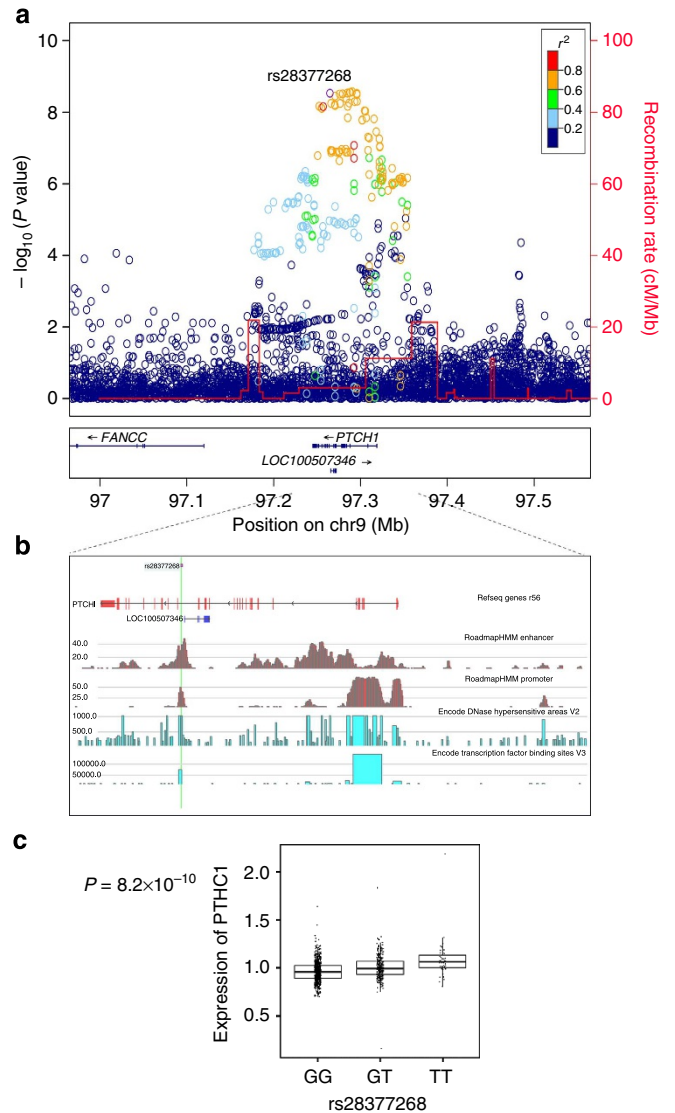 a
rs28377268
r²
0.8
0.6
0.4
0.2
10
8
6
4
2
0
− log₁₀ (P value)
100
80
60
40
20
0
Recombination rate (cM/Mb)
← FANCC
← PTCH1
LOC100507346 →
97 97.1 97.2 97.3 97.4 97.5
Position on chr9 (Mb)
b
rs28377268
PTCHI
Refseq genes r56
LOC100507346
RoadmapHMM enhancer
40.0
20.0
RoadmapHMM promoter
50.0
25.0
Encode DNase hypersensitive areas V2
1000.0
500.0
Encode transcription factor binding sites V3
100000.0
50000.0
c
P = 8.2×10⁻¹⁰
Expression of PTHC1
2.0
1.5
1.0
0.5
GG GT TT
rs28377268